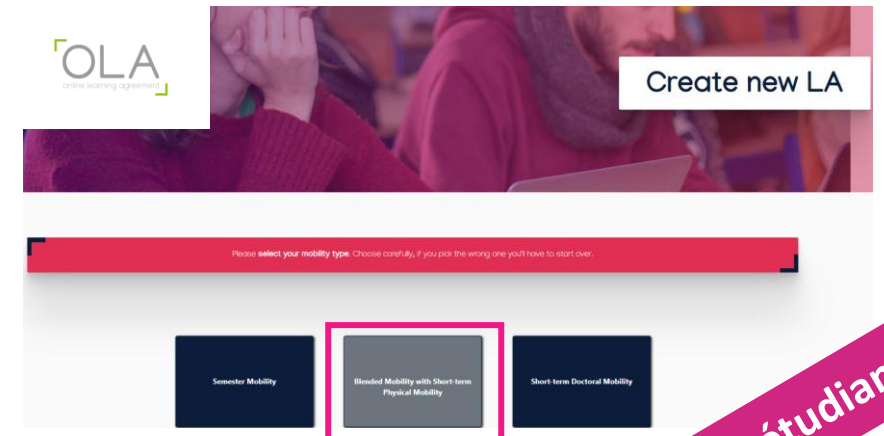 OLA
online learning agreement
Create new LA
Please select your mobility type. Choose carefully, if you pick the wrong one you'll have to start over.
Semester Mobility
Blended Mobility with Short-term
Physical Mobility
Short-term Doctoral Mobility